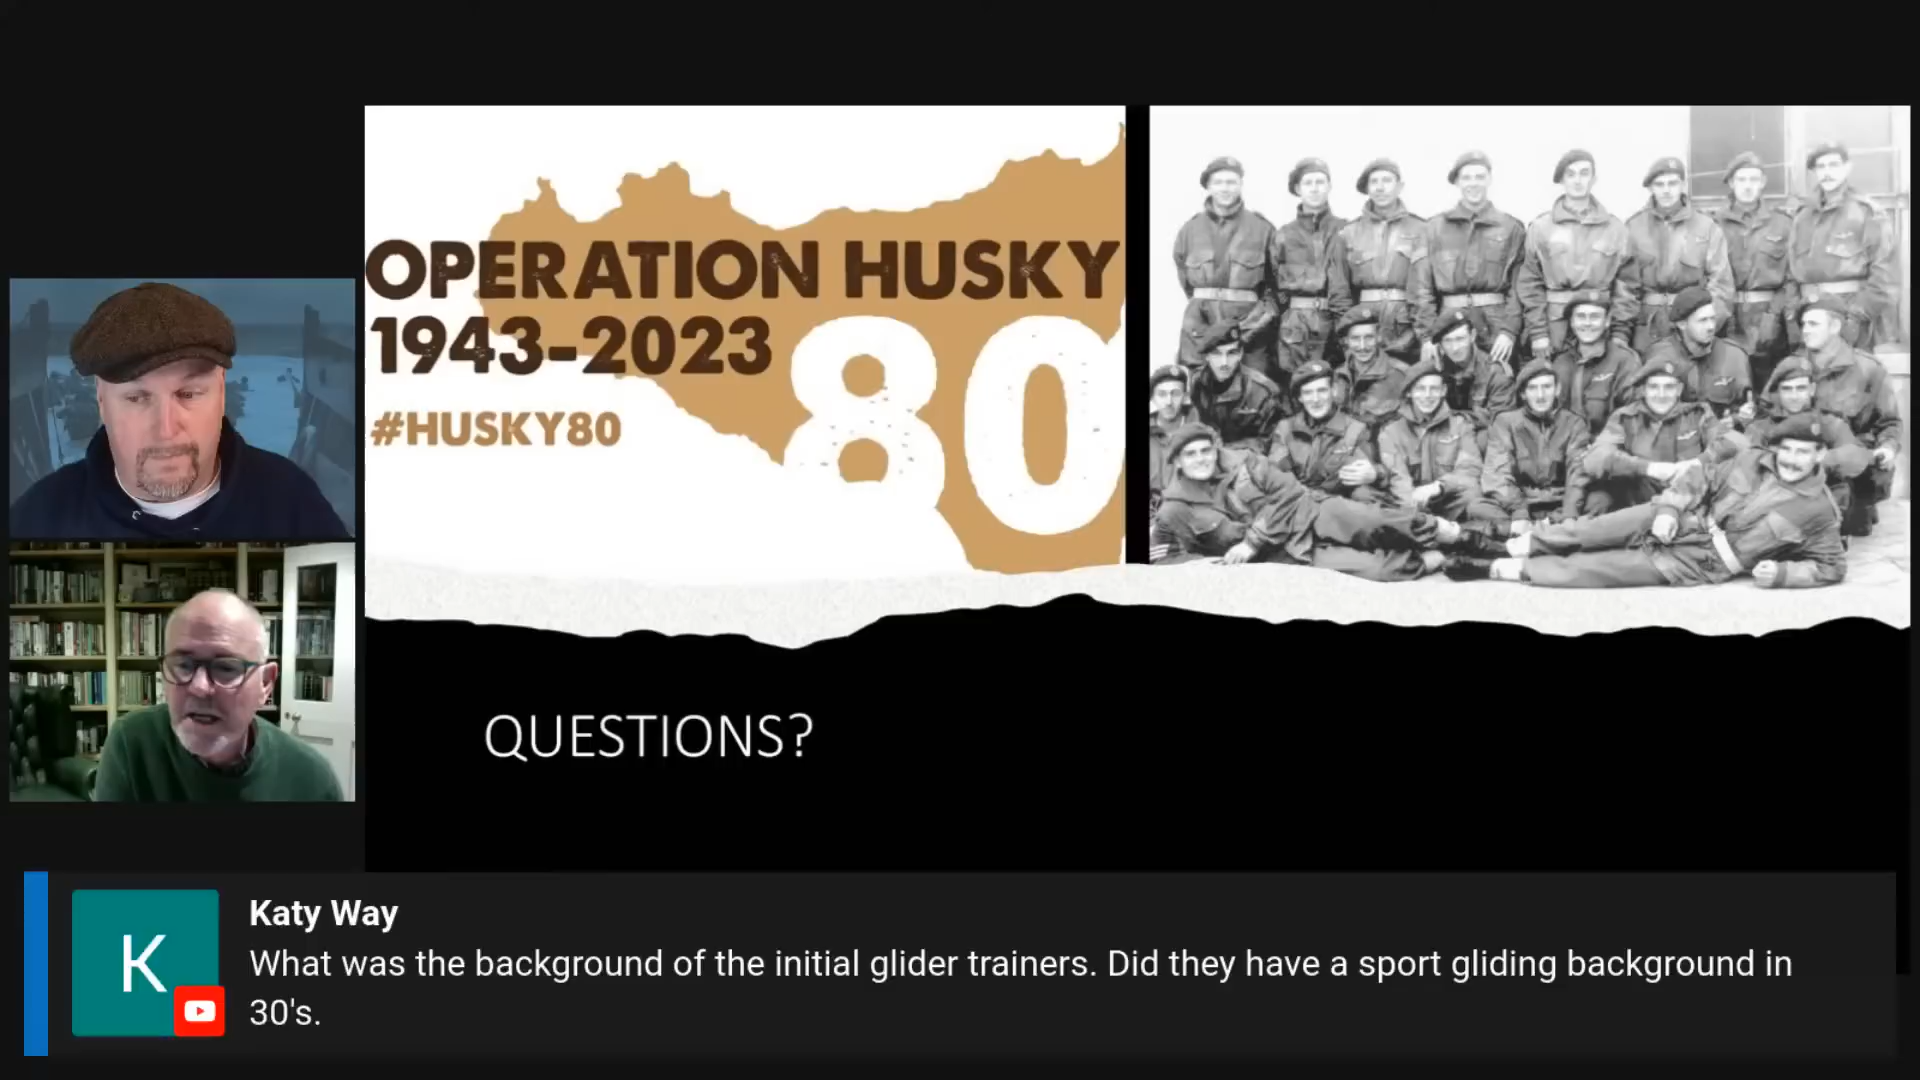 OPERATION HUSKY
1943-2023
#HUSKY80
80
QUESTIONS?
K
Katy Way
What was the background of the initial glider trainers. Did they have a sport gliding background in
30's.